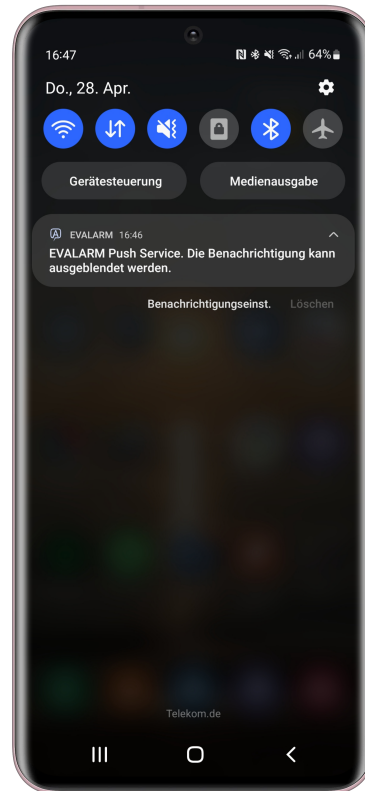 16:47 64%
Do., 28. Apr.
Gerätesteuerung Medienausgabe
EVALARM 16:46
EVALARM Push Service. Die Benachrichtigung kann
ausgeblendet werden.
Benachrichtigungseinst. Löschen
Telekom.de